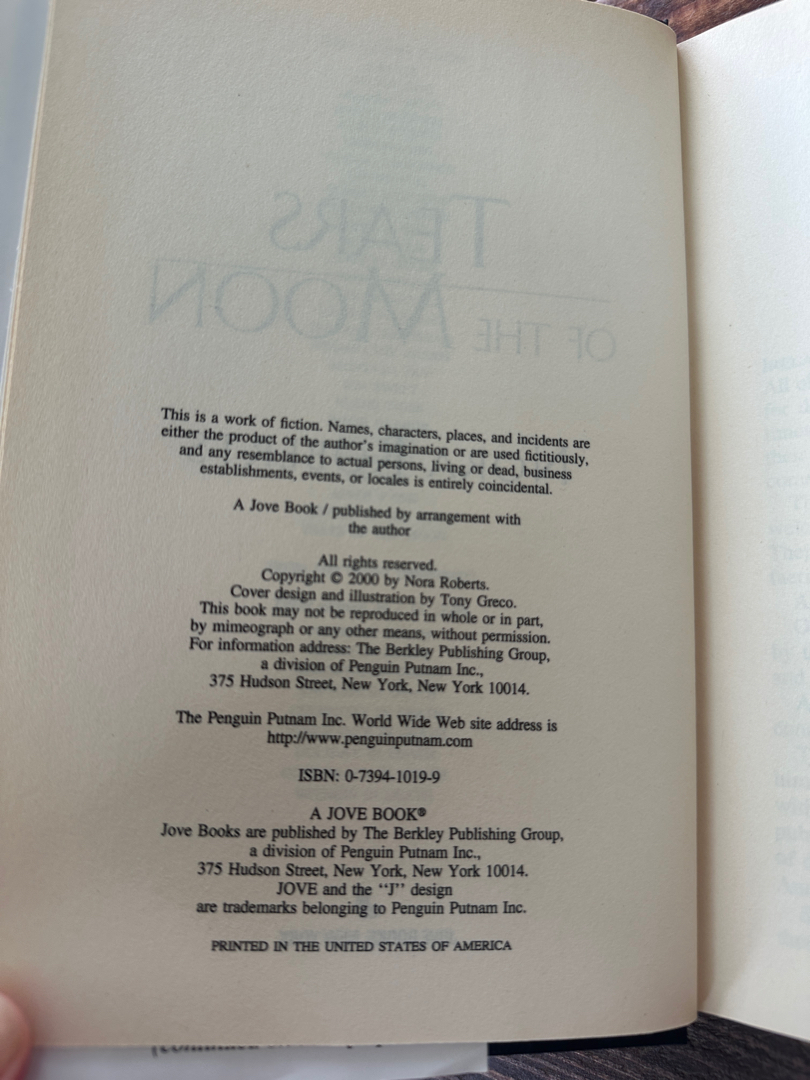 TEARS
OF THE MOON
This is a work of fiction. Names, characters, places, and incidents are
either the product of the author's imagination or are used fictitiously,
and any resemblance to actual persons, living or dead, business
establishments, events, or locales is entirely coincidental.
A Jove Book / published by arrangement with
the author
All rights reserved.
Copyright © 2000 by Nora Roberts.
Cover design and illustration by Tony Greco.
This book may not be reproduced in whole or in part,
by mimeograph or any other means, without permission.
For information address: The Berkley Publishing Group,
a division of Penguin Putnam Inc.,
375 Hudson Street, New York, New York 10014.
The Penguin Putnam Inc. World Wide Web site address is
http://www.penguinputnam.com
ISBN: 0-7394-1019-9
A JOVE BOOK®
Jove Books are published by The Berkley Publishing Group,
a division of Penguin Putnam Inc.,
375 Hudson Street, New York, New York 10014.
JOVE and the "J" design
are trademarks belonging to Penguin Putnam Inc.
PRINTED IN THE UNITED STATES OF AMERICA